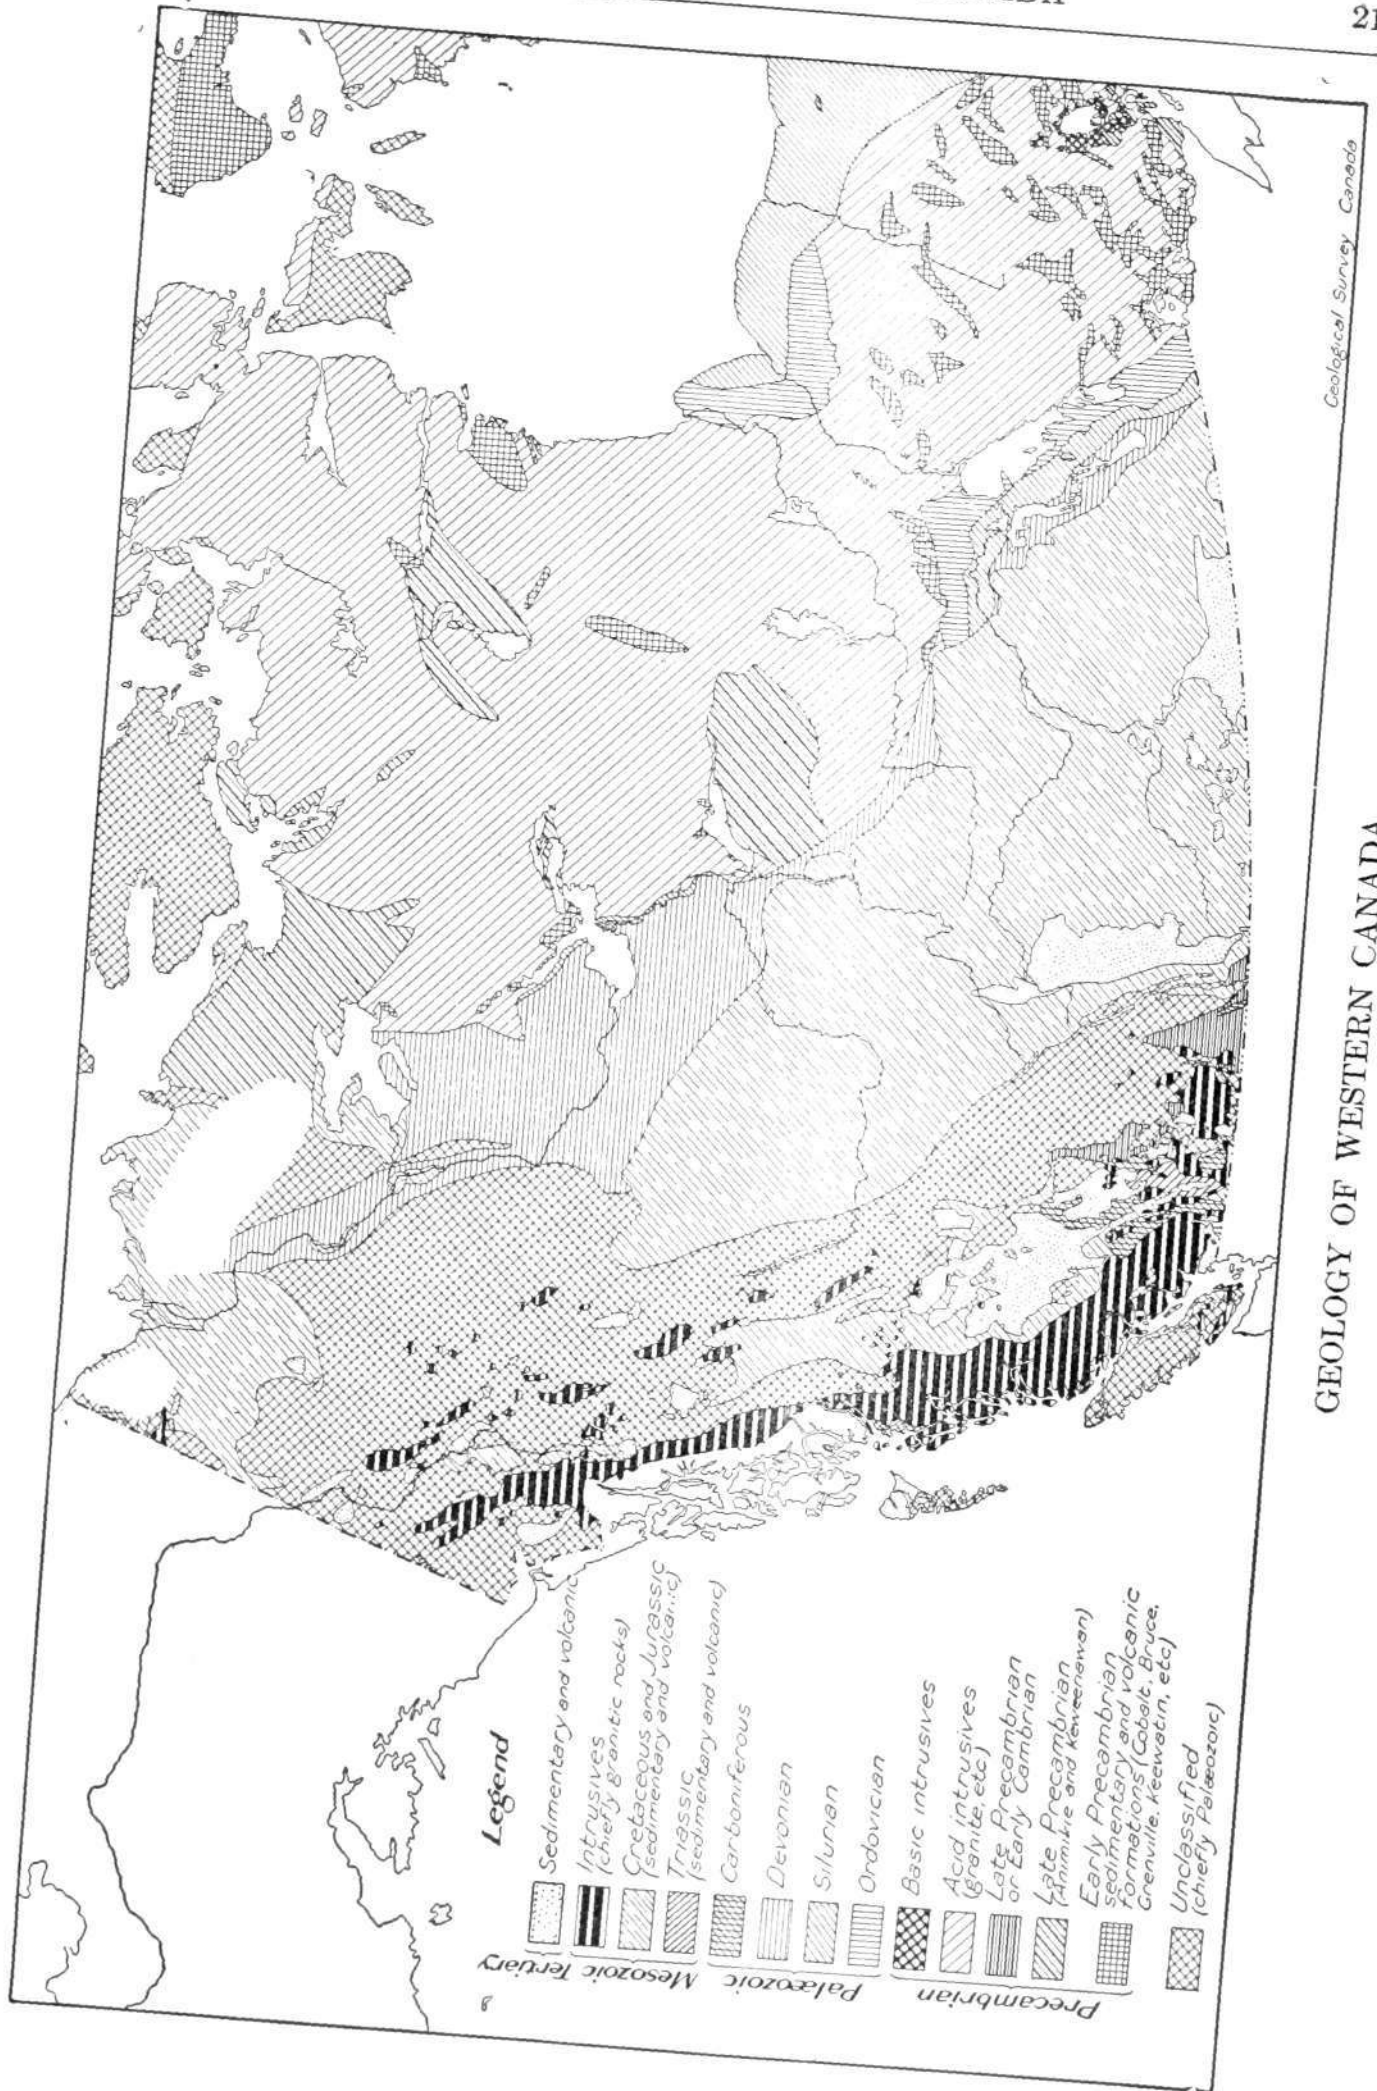 21
Legend
Tertiary
Sedimentary and volcanic
Mesozoic
Intrusives
(chiefly granitic rocks)
Cretaceous and Jurassic
(sedimentary and volcanic)
Triassic
(sedimentary and volcanic)
Palæozoic
Carboniferous
Devonian
Silurian
Ordovician
Precambrian
Basic intrusives
Acid intrusives
(granite, etc)
Late Precambrian
or Early Cambrian
Late Precambrian
(Animikie and Keweenawan)
Early Precambrian
sedimentary and volcanic
formations (Cobalt, Bruce,
Grenville, Keewatin, etc)
Unclassified
(chiefly Palæozoic)
Geological Survey Canada
GEOLOGY OF WESTERN CANADA